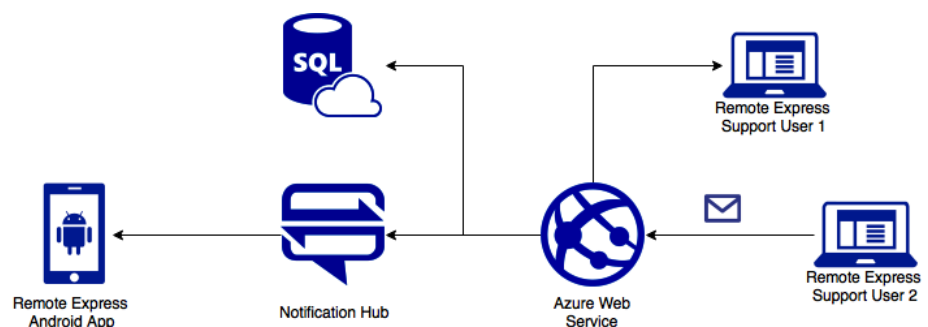 SQL
Remote Express
Support User 1
Remote Express
Android App
Notification Hub
Azure Web
Service
Remote Express
Support User 2